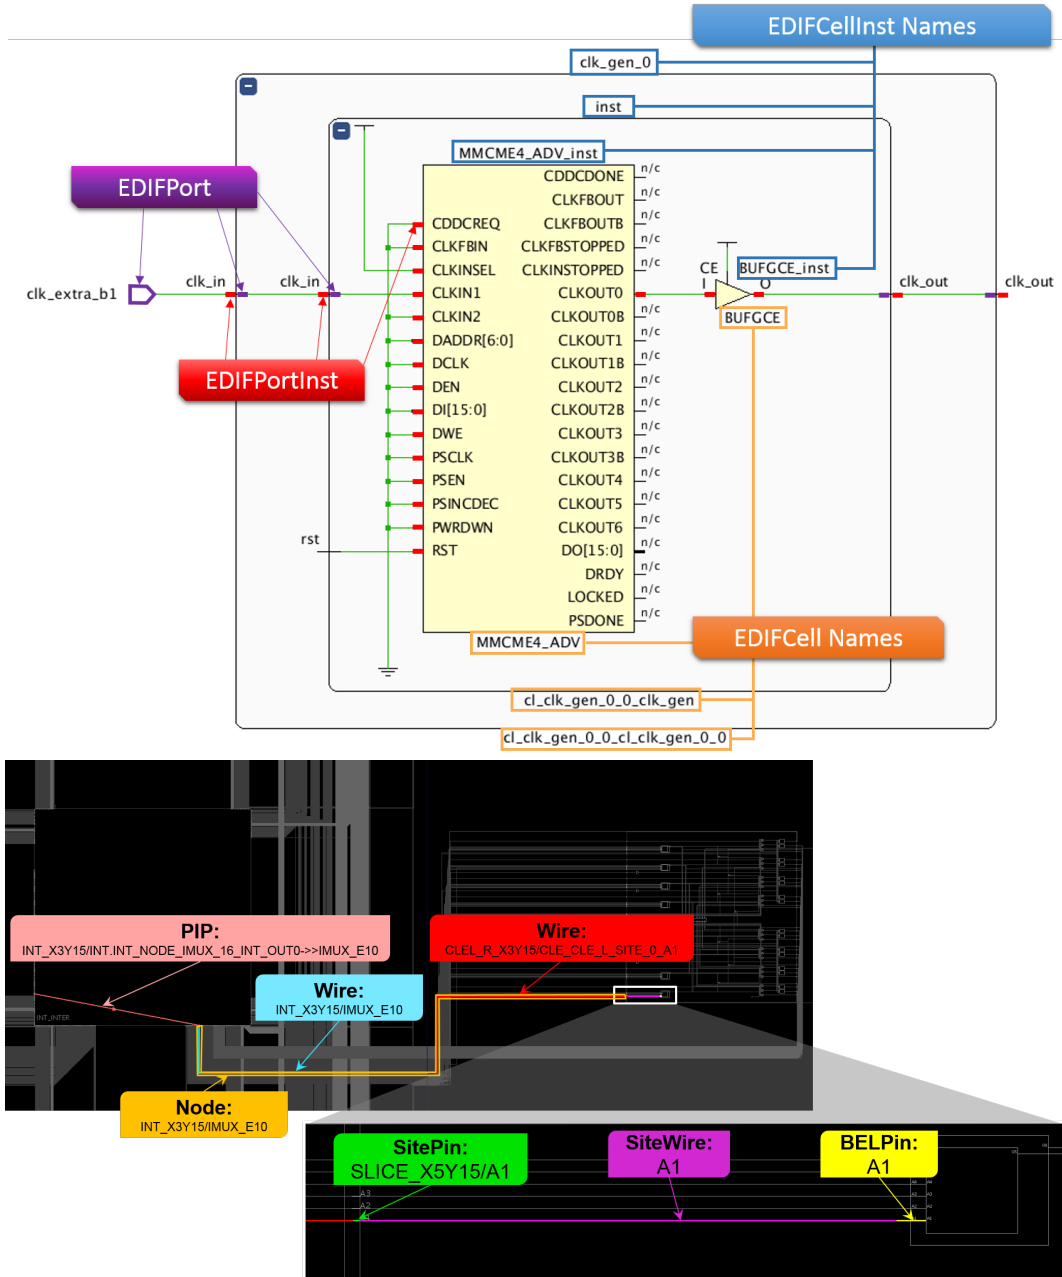 EDIFCellInst Names
clk_gen_0
inst
MMCME4_ADV_inst
EDIFPort
clk_extra_b1
clk_in
clk_in
EDIFPortInst
rst
CDDCREQ
CLKFBIN
CLKINSEL
CLKIN1
CLKIN2
DADDR[6:0]
DCLK
DEN
DI[15:0]
DWE
PSCLK
PSEN
PSINCDEC
PWRDWN
RST
CDDCDONE n/c
CLKFBOUT n/c
CLKFBOUTB n/c
CLKFBSTOPPED n/c
CLKINSTOPPED n/c
CLKOUT0
CLKOUT0B n/c
CLKOUT1 n/c
CLKOUT1B n/c
CLKOUT2 n/c
CLKOUT2B n/c
CLKOUT3 n/c
CLKOUT3B n/c
CLKOUT4 n/c
CLKOUT5 n/c
CLKOUT6 n/c
DO[15:0] n/c
DRDY n/c
LOCKED n/c
PSDONE n/c
CE
I
O
BUFGCE_inst
BUFGCE
clk_out
clk_out
MMCME4_ADV
EDIFCell Names
cl_clk_gen_0_0_clk_gen
cl_clk_gen_0_0_cl_clk_gen_0_0
PIP:
INT_X3Y15/INT.INT_NODE_IMUX_16_INT_OUT0->>IMUX_E10
Wire:
CLEL_R_X3Y15/CLE_CLE_L_SITE_0_A1
Wire:
INT_X3Y15/IMUX_E10
INT_INTER
Node:
INT_X3Y15/IMUX_E10
SitePin:
SLICE_X5Y15/A1
SiteWire:
A1
BELPin:
A1
A3
A2